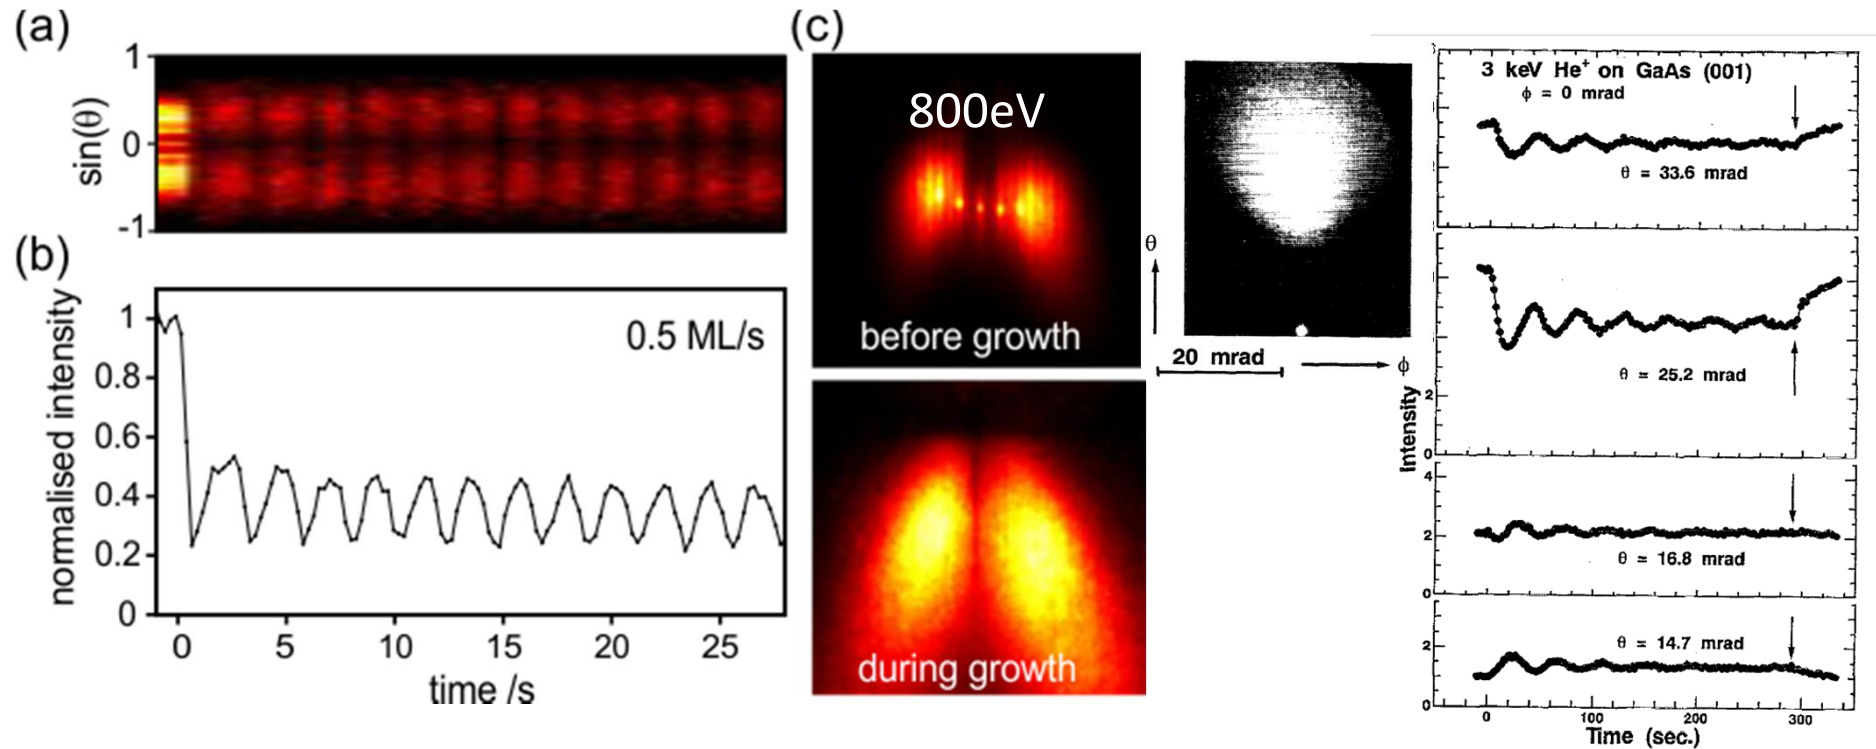 (a)
1
0
-1
sin(θ)
(b)
1
0.8
0.6
0.4
0.2
0
normalised intensity
0.5 ML/s
0 5 10 15 20 25
time /s
(c)
800eV
before growth
during growth
θ
20 mrad
ϕ
3 keV He⁺ on GaAs (001)
ϕ = 0 mrad
θ = 33.6 mrad
θ = 25.2 mrad
2
0
Intensity
4
2
0
θ = 16.8 mrad
2
0
θ = 14.7 mrad
0 100 200 300
Time (sec.)